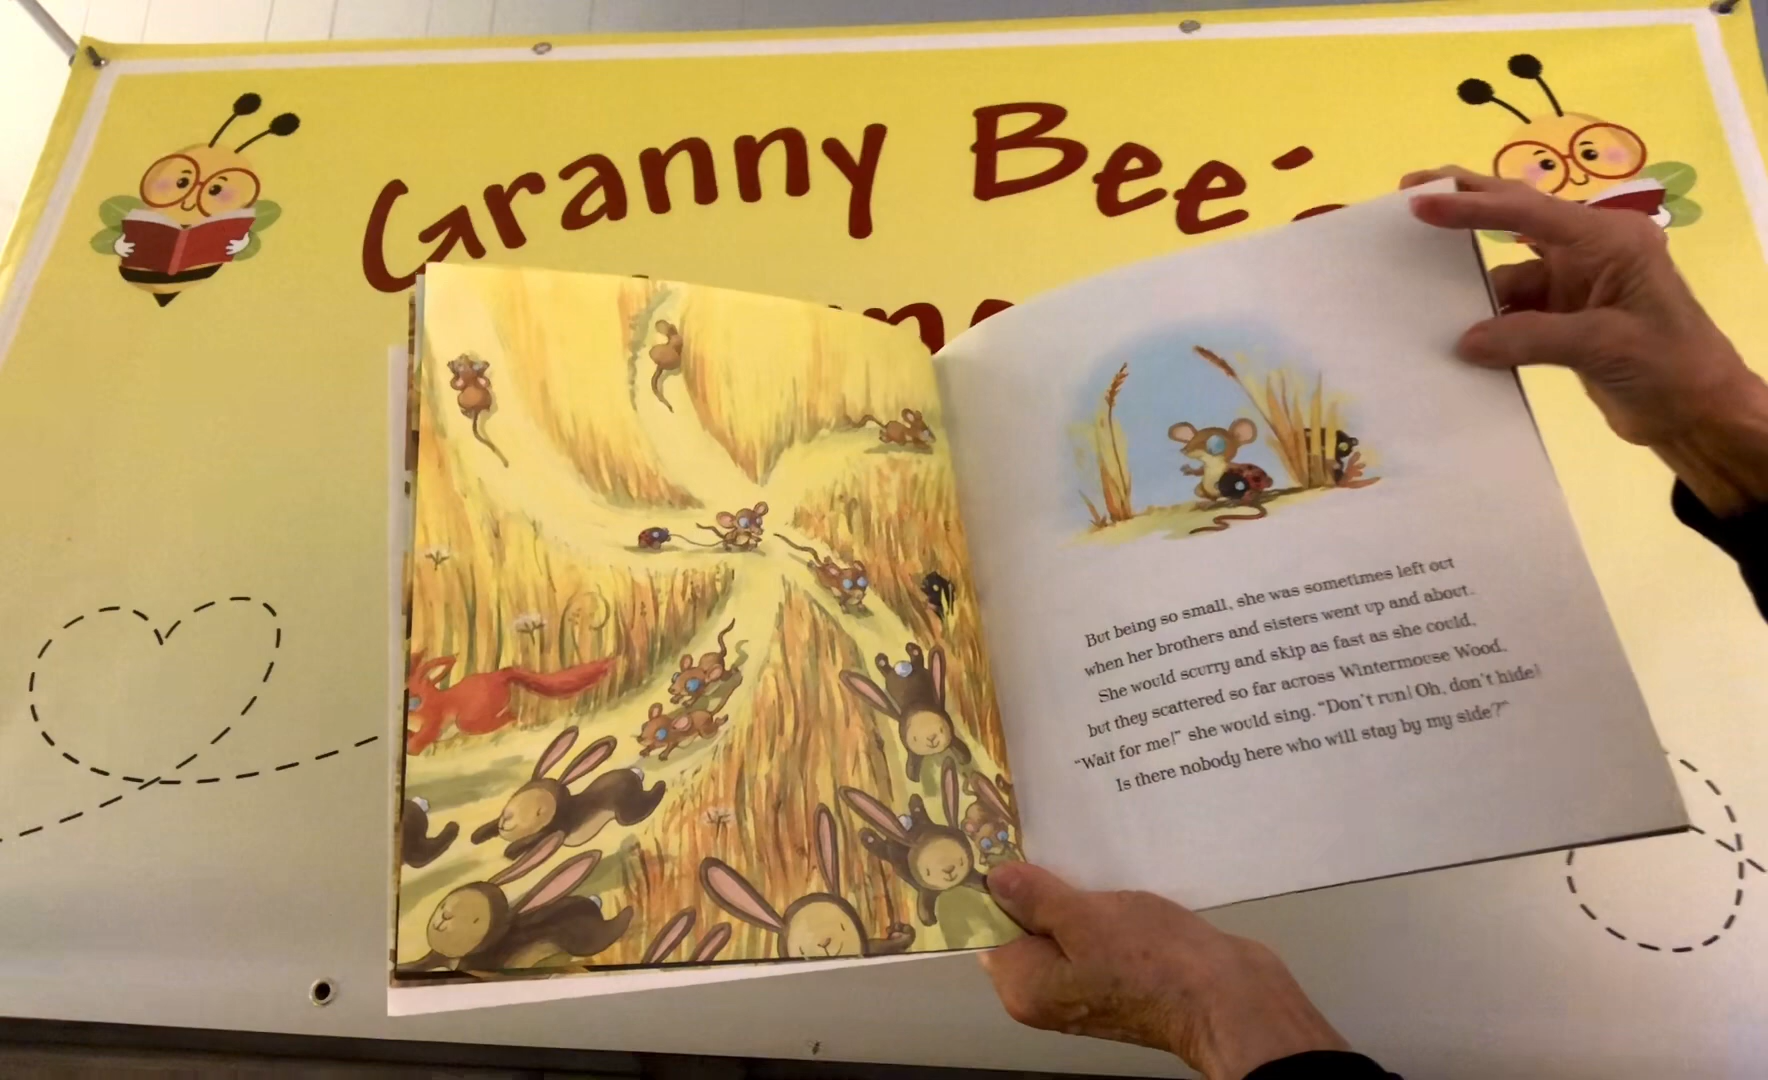 Granny Bee's
But being so small, she was sometimes left out
when her brothers and sisters went up and about.
She would scurry and skip as fast as she could,
but they scattered so far across Wintermouse Wood.
"Wait for me!" she would sing. "Don't run! Oh, don't hide!
Is there nobody here who will stay by my side?"